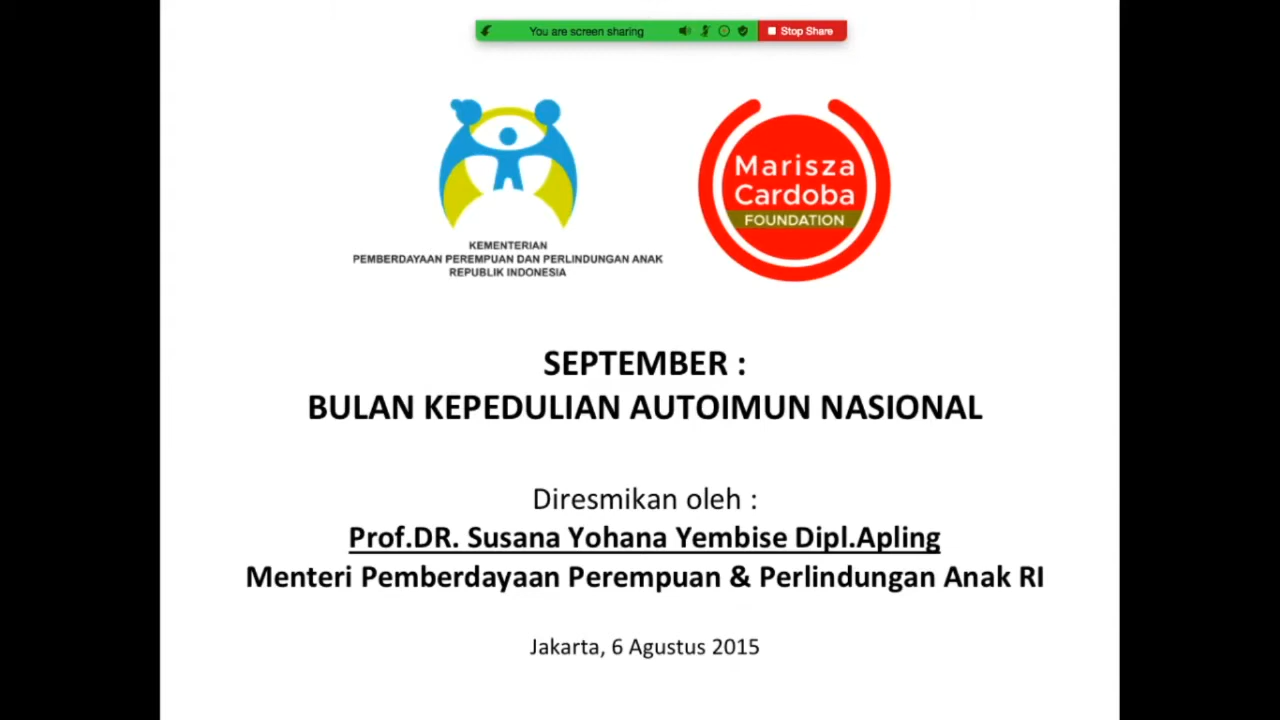 You are screen sharing
Stop Share
KEMENTERIAN
PEMBERDAYAAN PEREMPUAN DAN PERLINDUNGAN ANAK
REPUBLIK INDONESIA
Marisza
Cardoba
FOUNDATION
SEPTEMBER :
BULAN KEPEDULIAN AUTOIMUN NASIONAL
Diresmikan oleh :
Prof.DR. Susana Yohana Yembise Dipl.Apling
Menteri Pemberdayaan Perempuan & Perlindungan Anak RI
Jakarta, 6 Agustus 2015